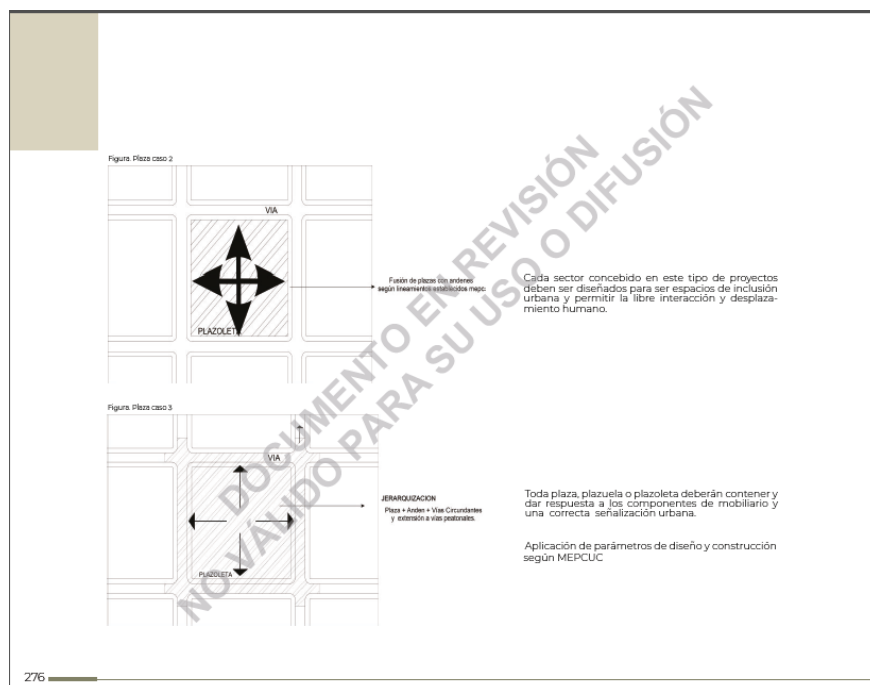 Figura. Plaza caso 2
VIA
Fusión de plazas con andenes
según lineamientos establecidos mepc.
PLAZOLETA
Cada sector concebido en este tipo de proyectos
deben ser diseñados para ser espacios de inclusión
urbana y permitir la libre interacción y desplaza-
miento humano.
DOCUMENTO EN REVISIÓN
NO VÁLIDO PARA SU USO O DIFUSIÓN
Figura. Plaza caso 3
VIA
JERARQUIZACION
Plaza + Anden + Vías Circundantes
y extensión a vías peatonales.
PLAZOLETA
Toda plaza, plazuela o plazoleta deberán contener y
dar respuesta a los componentes de mobiliario y
una correcta señalización urbana.
Aplicación de parámetros de diseño y construcción
según MEPCUC
276